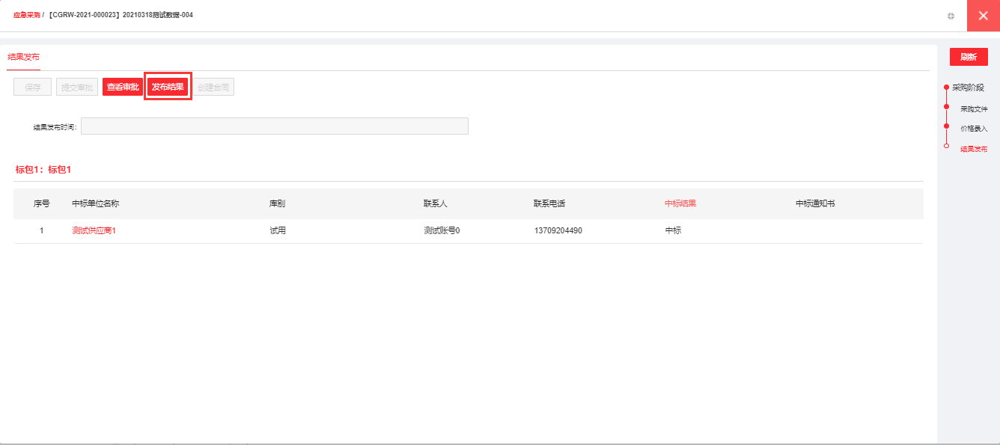 应急采购 / 【CGRW-2021-000023】20210318测试数据-004
结果发布
刷新
保存 提交审批 查看审批 发布结果 创建合同
采购阶段
采购文件
结果发布时间:
价格录入
结果发布
标包1：标包1
序号 中标单位名称 库别 联系人 联系电话 中标结果 中标通知书
1 测试供应商1 试用 测试账号0 13709204490 中标